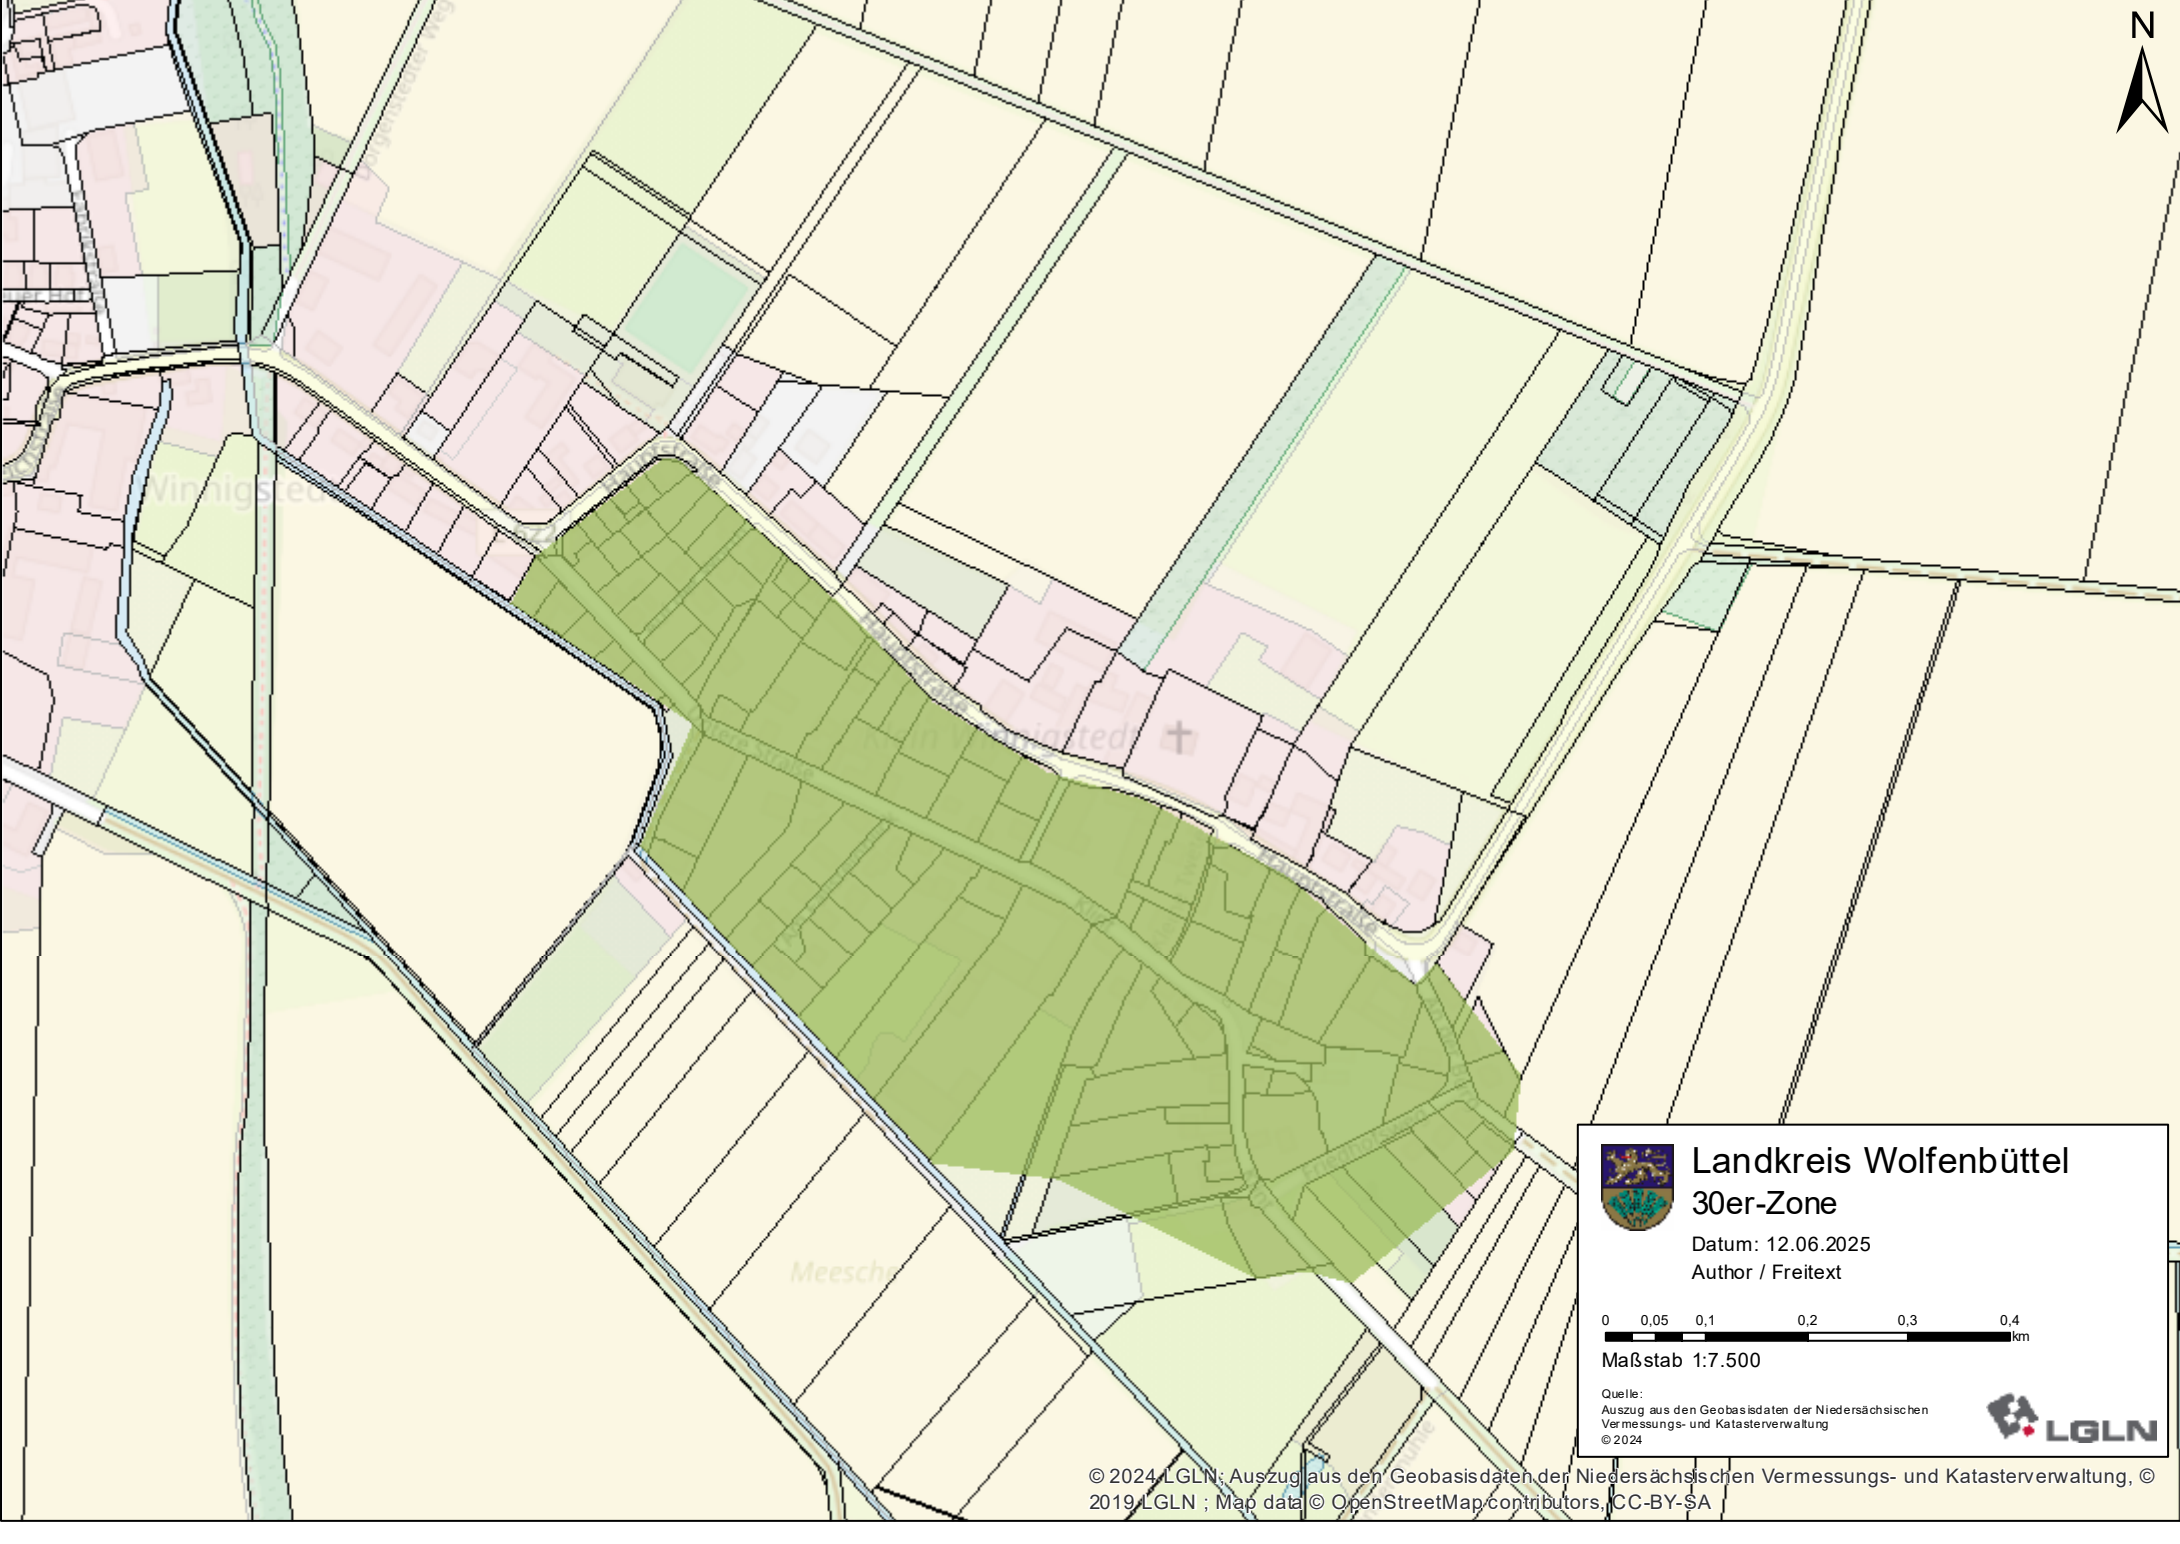 N
Winnigsted
Hauptstraße
Hauptstraße
Klein Winnigstedt
Hauptstraße
Meesche
Landkreis Wolfenbüttel
30er-Zone
Datum: 12.06.2025
Author / Freitext
0 0,05 0,1 0,2 0,3 0,4
km
Maßstab 1:7.500
Quelle:
Auszug aus den Geobasisdaten der Niedersächsischen
Vermessungs- und Katasterverwaltung
© 2024
LGLN
© 2024 LGLN; Auszug aus den Geobasisdaten der Niedersächsischen Vermessungs- und Katasterverwaltung, ©
2019 LGLN ; Map data © OpenStreetMap contributors, CC-BY-SA